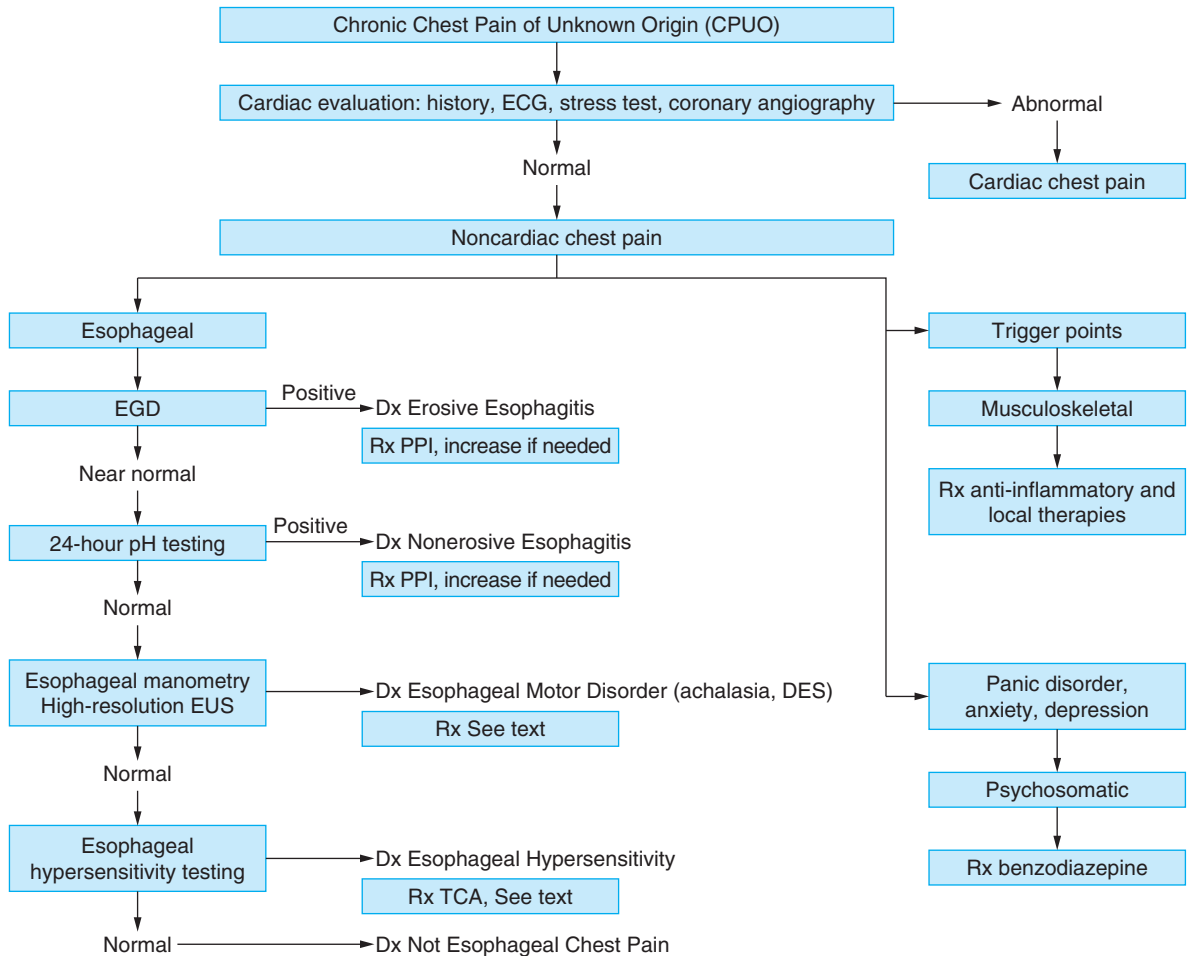 Chronic Chest Pain of Unknown Origin (CPUO)
Cardiac evaluation: history, ECG, stress test, coronary angiography
Abnormal
Cardiac chest pain
Normal
Noncardiac chest pain
Esophageal
EGD
Positive
Dx Erosive Esophagitis
Rx PPI, increase if needed
Near normal
24-hour pH testing
Positive
Dx Nonerosive Esophagitis
Rx PPI, increase if needed
Normal
Esophageal manometry
High-resolution EUS
Dx Esophageal Motor Disorder (achalasia, DES)
Rx See text
Normal
Esophageal
hypersensitivity testing
Dx Esophageal Hypersensitivity
Rx TCA, See text
Normal
Dx Not Esophageal Chest Pain
Trigger points
Musculoskeletal
Rx anti-inflammatory and
local therapies
Panic disorder,
anxiety, depression
Psychosomatic
Rx benzodiazepine